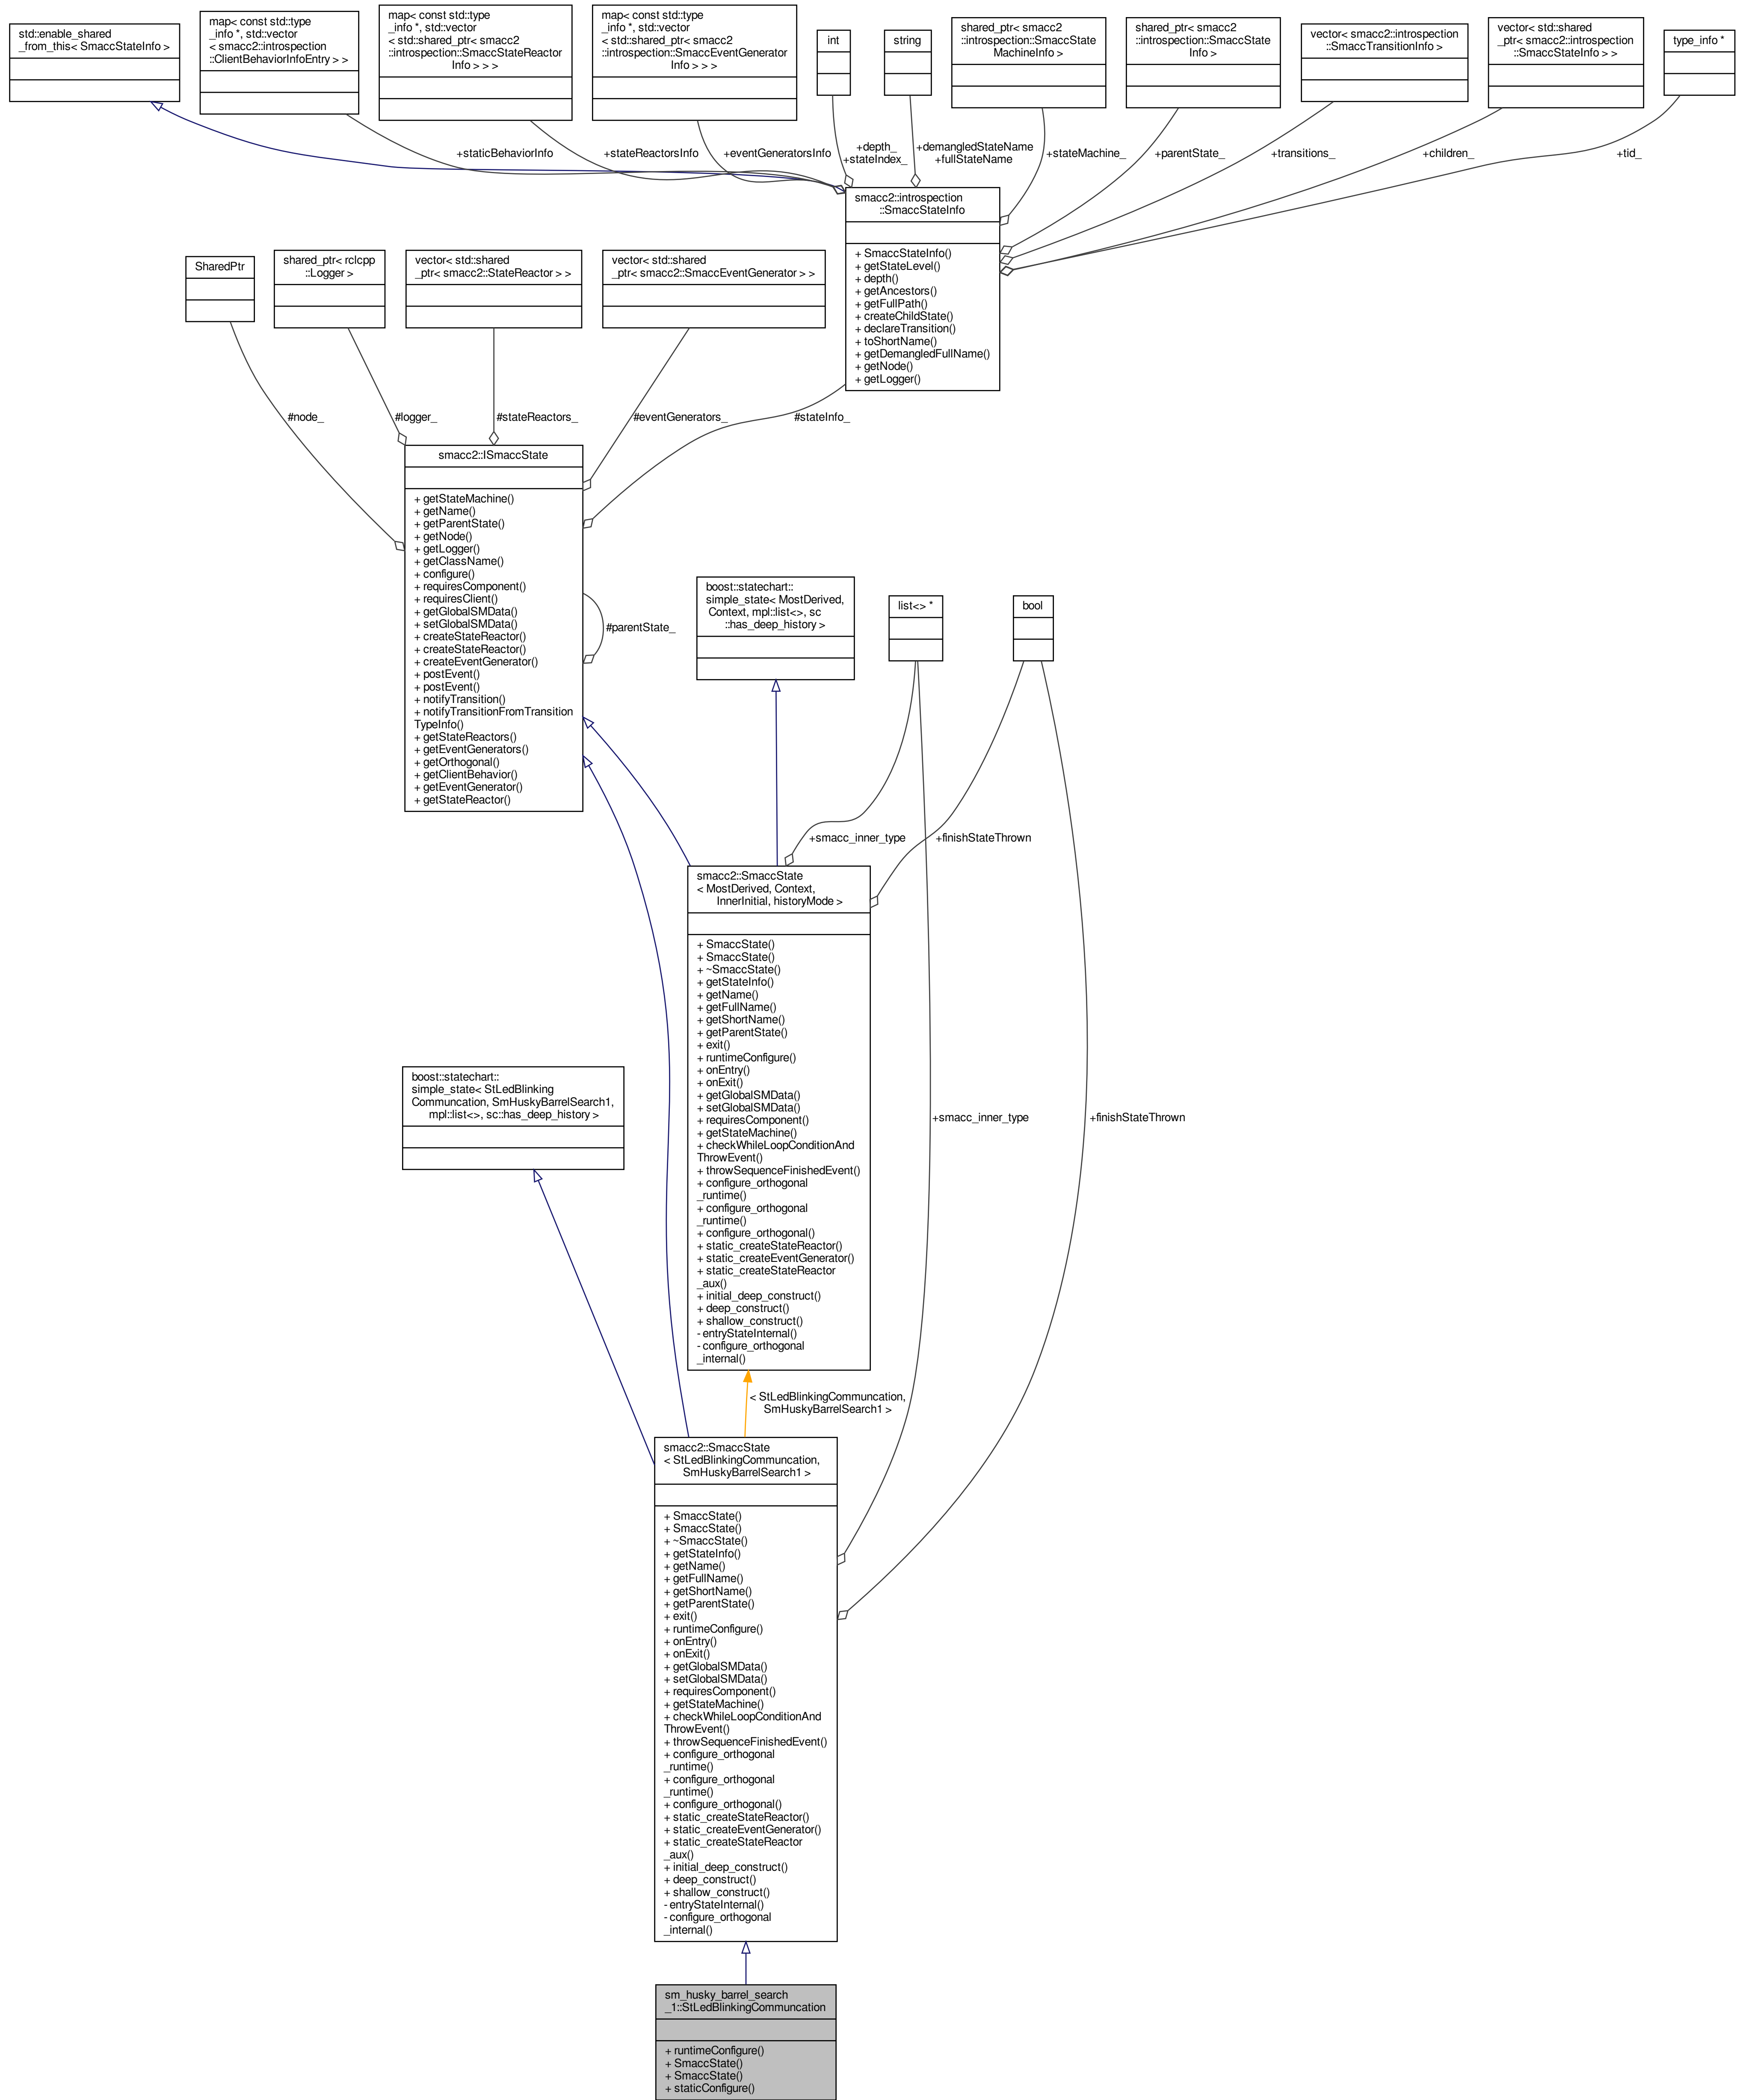 std::enable_shared
_from_this< SmaccStateInfo >
map< const std::type
_info *, std::vector
< smacc2::introspection
::ClientBehaviorInfoEntry > >
map< const std::type
_info *, std::vector
< std::shared_ptr< smacc2
::introspection::SmaccStateReactor
Info > > >
map< const std::type
_info *, std::vector
< std::shared_ptr< smacc2
::introspection::SmaccEventGenerator
Info > > >
int
string
shared_ptr< smacc2
::introspection::SmaccState
MachineInfo >
shared_ptr< smacc2
::introspection::SmaccState
Info >
vector< smacc2::introspection
::SmaccTransitionInfo >
vector< std::shared
_ptr< smacc2::introspection
::SmaccStateInfo > >
type_info *
+staticBehaviorInfo
+stateReactorsInfo
+eventGeneratorsInfo
+depth_
+stateIndex_
+demangledStateName
+fullStateName
+stateMachine_
+parentState_
+transitions_
+children_
+tid_
smacc2::introspection
::SmaccStateInfo
+ SmaccStateInfo()
+ getStateLevel()
+ depth()
+ getAncestors()
+ getFullPath()
+ createChildState()
+ declareTransition()
+ toShortName()
+ getDemangledFullName()
+ getNode()
+ getLogger()
SharedPtr
shared_ptr< rclcpp
::Logger >
vector< std::shared
_ptr< smacc2::StateReactor > >
vector< std::shared
_ptr< smacc2::SmaccEventGenerator > >
#node_
#logger_
#stateReactors_
#eventGenerators_
#stateInfo_
smacc2::ISmaccState
+ getStateMachine()
+ getName()
+ getParentState()
+ getNode()
+ getLogger()
+ getClassName()
+ configure()
+ requiresComponent()
+ requiresClient()
+ getGlobalSMData()
+ setGlobalSMData()
+ createStateReactor()
+ createStateReactor()
+ createEventGenerator()
+ postEvent()
+ postEvent()
+ notifyTransition()
+ notifyTransitionFromTransition
TypeInfo()
+ getStateReactors()
+ getEventGenerators()
+ getOrthogonal()
+ getClientBehavior()
+ getEventGenerator()
+ getStateReactor()
#parentState_
boost::statechart::
simple_state< MostDerived,
Context, mpl::list<>, sc
::has_deep_history >
list<> *
bool
+smacc_inner_type
+finishStateThrown
smacc2::SmaccState
< MostDerived, Context,
InnerInitial, historyMode >
+ SmaccState()
+ SmaccState()
+ ~SmaccState()
+ getStateInfo()
+ getName()
+ getFullName()
+ getShortName()
+ getParentState()
+ exit()
+ runtimeConfigure()
+ onEntry()
+ onExit()
+ getGlobalSMData()
+ setGlobalSMData()
+ requiresComponent()
+ getStateMachine()
+ checkWhileLoopConditionAnd
ThrowEvent()
+ throwSequenceFinishedEvent()
+ configure_orthogonal
_runtime()
+ configure_orthogonal
_runtime()
+ configure_orthogonal()
+ static_createStateReactor()
+ static_createEventGenerator()
+ static_createStateReactor
_aux()
+ initial_deep_construct()
+ deep_construct()
+ shallow_construct()
- entryStateInternal()
- configure_orthogonal
_internal()
boost::statechart::
simple_state< StLedBlinking
Communcation, SmHuskyBarrelSearch1,
mpl::list<>, sc::has_deep_history >
+smacc_inner_type
+finishStateThrown
< StLedBlinkingCommuncation,
SmHuskyBarrelSearch1 >
smacc2::SmaccState
< StLedBlinkingCommuncation,
SmHuskyBarrelSearch1 >
+ SmaccState()
+ SmaccState()
+ ~SmaccState()
+ getStateInfo()
+ getName()
+ getFullName()
+ getShortName()
+ getParentState()
+ exit()
+ runtimeConfigure()
+ onEntry()
+ onExit()
+ getGlobalSMData()
+ setGlobalSMData()
+ requiresComponent()
+ getStateMachine()
+ checkWhileLoopConditionAnd
ThrowEvent()
+ throwSequenceFinishedEvent()
+ configure_orthogonal
_runtime()
+ configure_orthogonal
_runtime()
+ configure_orthogonal()
+ static_createStateReactor()
+ static_createEventGenerator()
+ static_createStateReactor
_aux()
+ initial_deep_construct()
+ deep_construct()
+ shallow_construct()
- entryStateInternal()
- configure_orthogonal
_internal()
sm_husky_barrel_search
_1::StLedBlinkingCommuncation
+ runtimeConfigure()
+ SmaccState()
+ SmaccState()
+ staticConfigure()